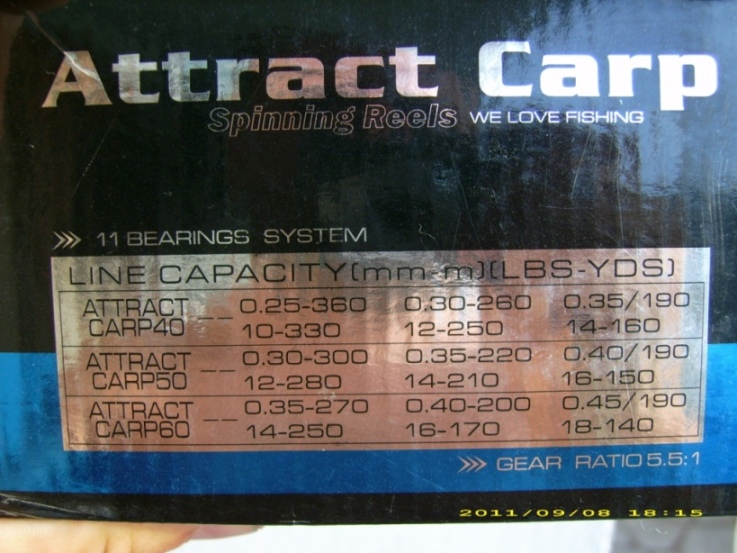 Attract Carp
Spinning Reels WE LOVE FISHING
>>> 11 BEARINGS SYSTEM
LINE CAPACITY(mm-m)(LBS-YDS)
ATTRACT CARP40 -- 0.25-360 0.30-260 0.35/190
10-330 12-250 14-160
ATTRACT CARP50 -- 0.30-300 0.35-220 0.40/190
12-280 14-210 16-150
ATTRACT CARP60 -- 0.35-270 0.40-200 0.45/190
14-250 16-170 18-140
>>> GEAR RATIO 5.5:1
2011/09/08 18:15